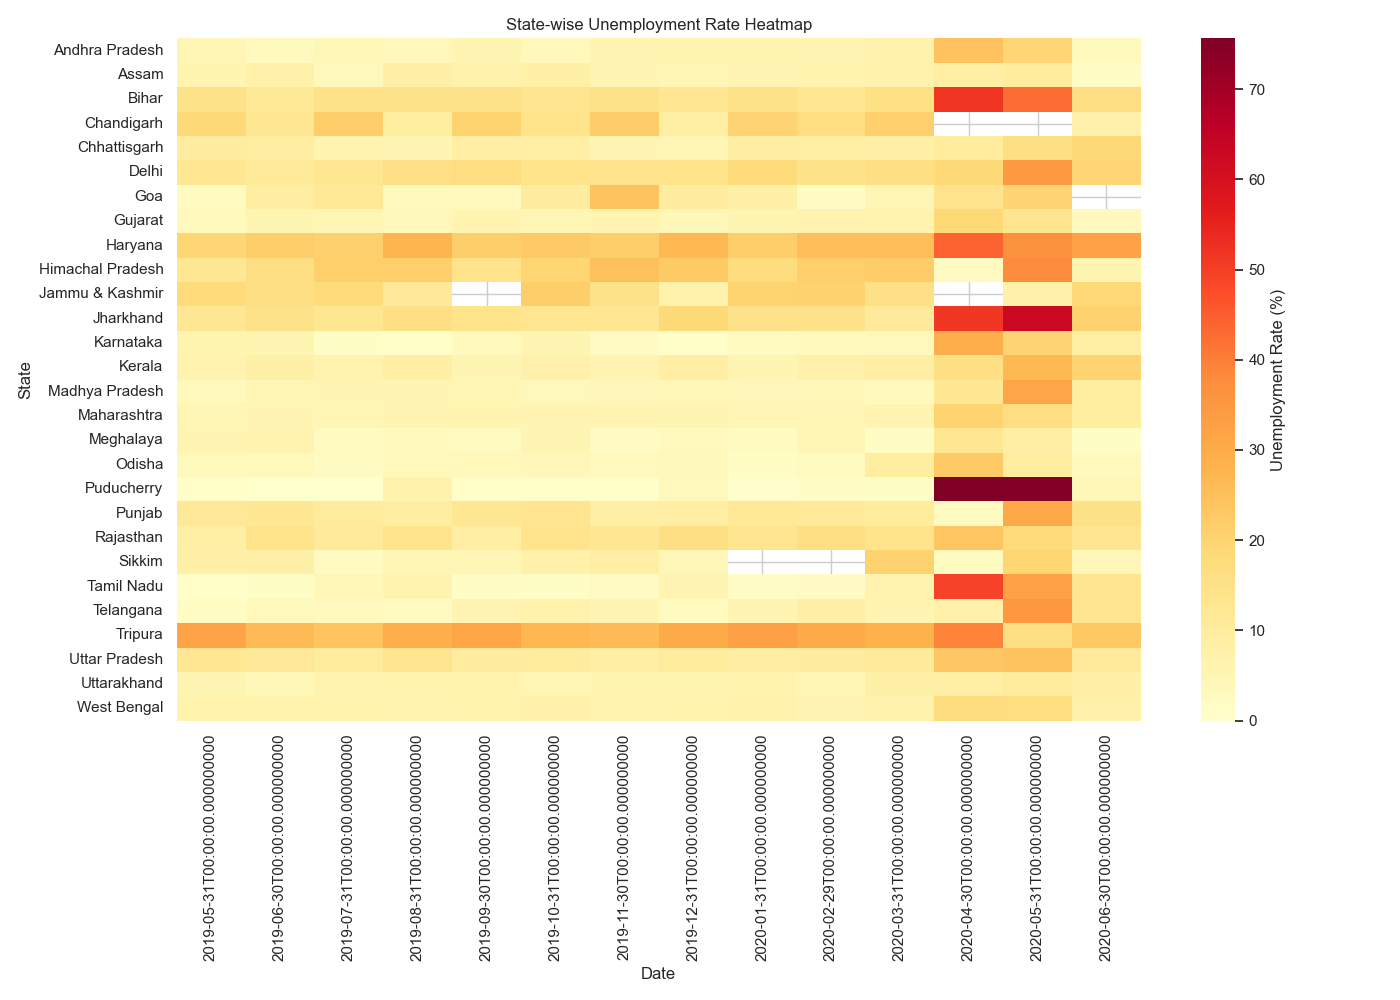 State-wise Unemployment Rate Heatmap
Andhra Pradesh
Assam
Bihar
Chandigarh
Chhattisgarh
Delhi
Goa
Gujarat
Haryana
Himachal Pradesh
Jammu & Kashmir
Jharkhand
Karnataka
Kerala
Madhya Pradesh
Maharashtra
Meghalaya
Odisha
Puducherry
Punjab
Rajasthan
Sikkim
Tamil Nadu
Telangana
Tripura
Uttar Pradesh
Uttarakhand
West Bengal
State
2019-05-31T00:00:00.000000000
2019-06-30T00:00:00.000000000
2019-07-31T00:00:00.000000000
2019-08-31T00:00:00.000000000
2019-09-30T00:00:00.000000000
2019-10-31T00:00:00.000000000
2019-11-30T00:00:00.000000000
2019-12-31T00:00:00.000000000
2020-01-31T00:00:00.000000000
2020-02-29T00:00:00.000000000
2020-03-31T00:00:00.000000000
2020-04-30T00:00:00.000000000
2020-05-31T00:00:00.000000000
2020-06-30T00:00:00.000000000
Date
70
60
50
40
30
20
10
0
Unemployment Rate (%)